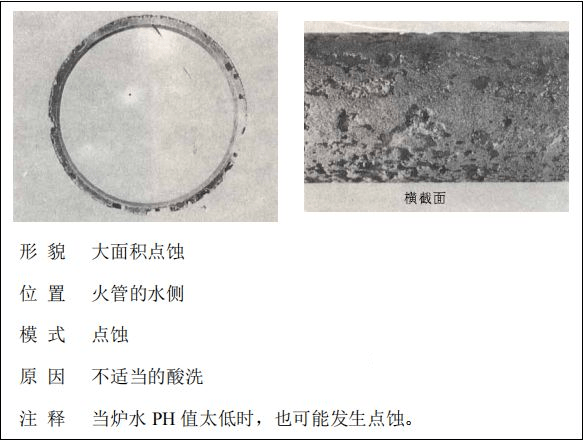 横截面
形 貌 大面积点蚀
位 置 火管的水侧
模 式 点蚀
原 因 不适当的酸洗
注 释 当炉水 PH 值太低时，也可能发生点蚀。